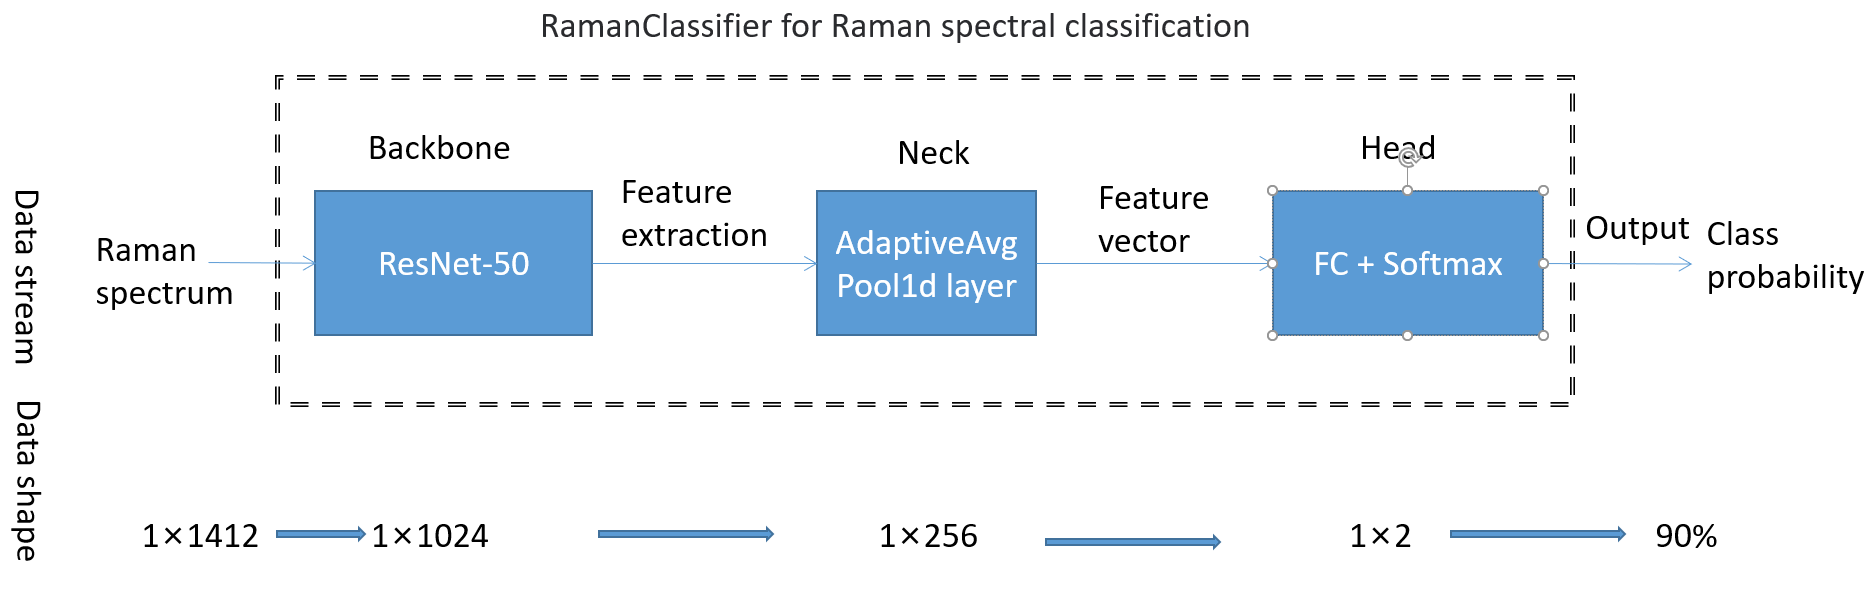 RamanClassifier for Raman spectral classification
Backbone
Neck
Head
Data stream
Raman
spectrum
ResNet-50
Feature
extraction
AdaptiveAvg
Pool1d layer
Feature
vector
FC + Softmax
Output
Class
probability
Data shape
1×1412
1×1024
1×256
1×2
90%